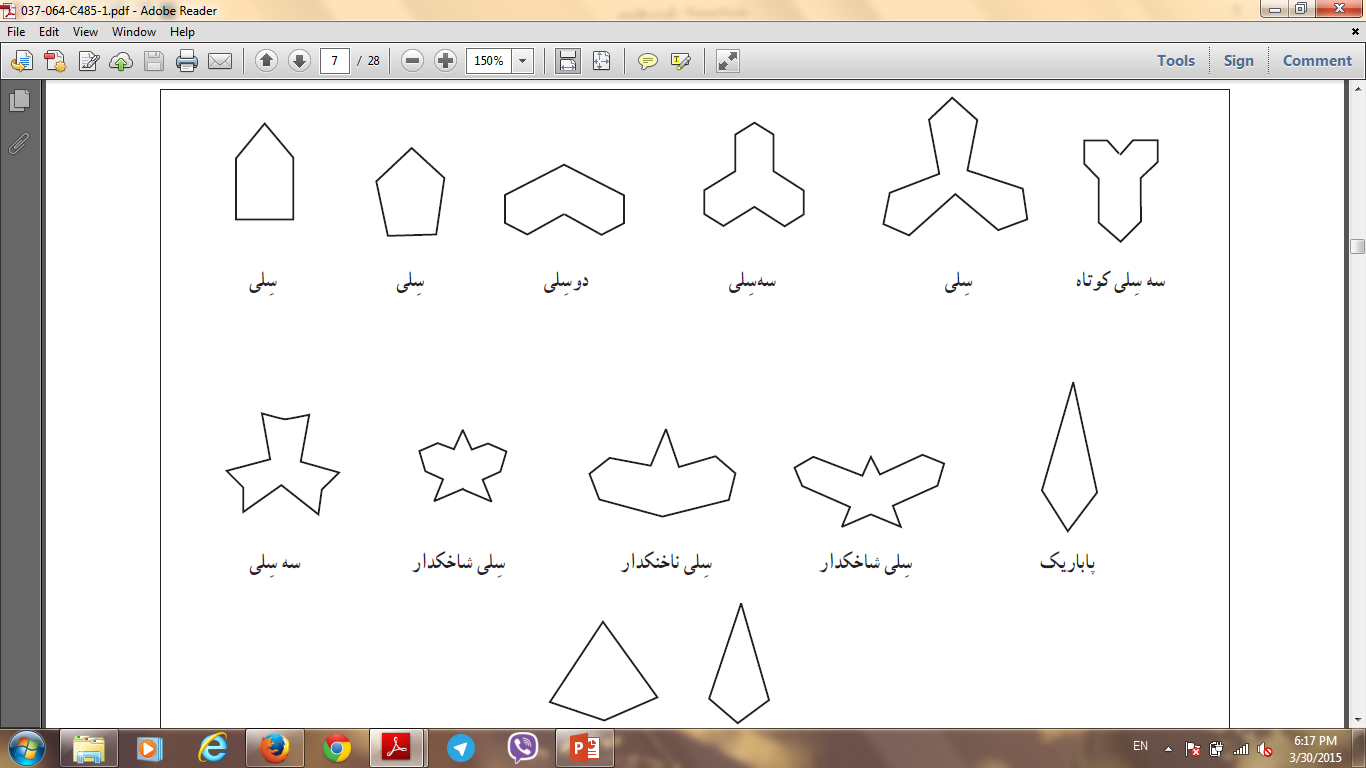 037-064-C485-1.pdf - Adobe Reader
File Edit View Window Help
7 / 28 150% Tools Sign Comment
سه سِلی کوتاه سِلی سه‌سِلی دو سِلی سِلی سِلی
پاباریک سِلی شاخکدار سِلی ناخنکدار سِلی شاخکدار سه سِلی
EN 6:17 PM
3/30/2015